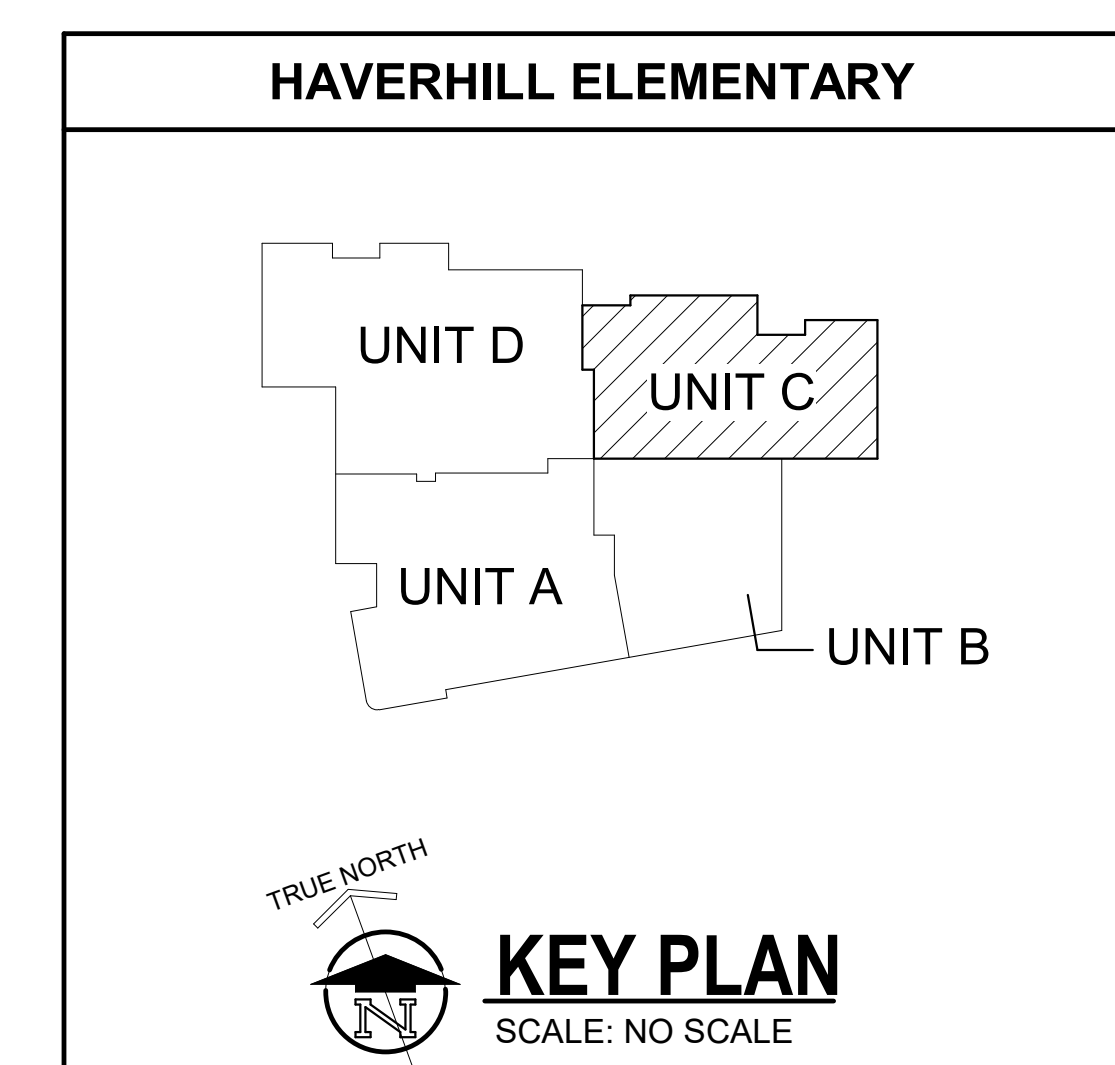 HAVERHILL ELEMENTARY
UNIT D
UNIT C
UNIT A
UNIT B
TRUE NORTH
N
KEY PLAN
SCALE: NO SCALE